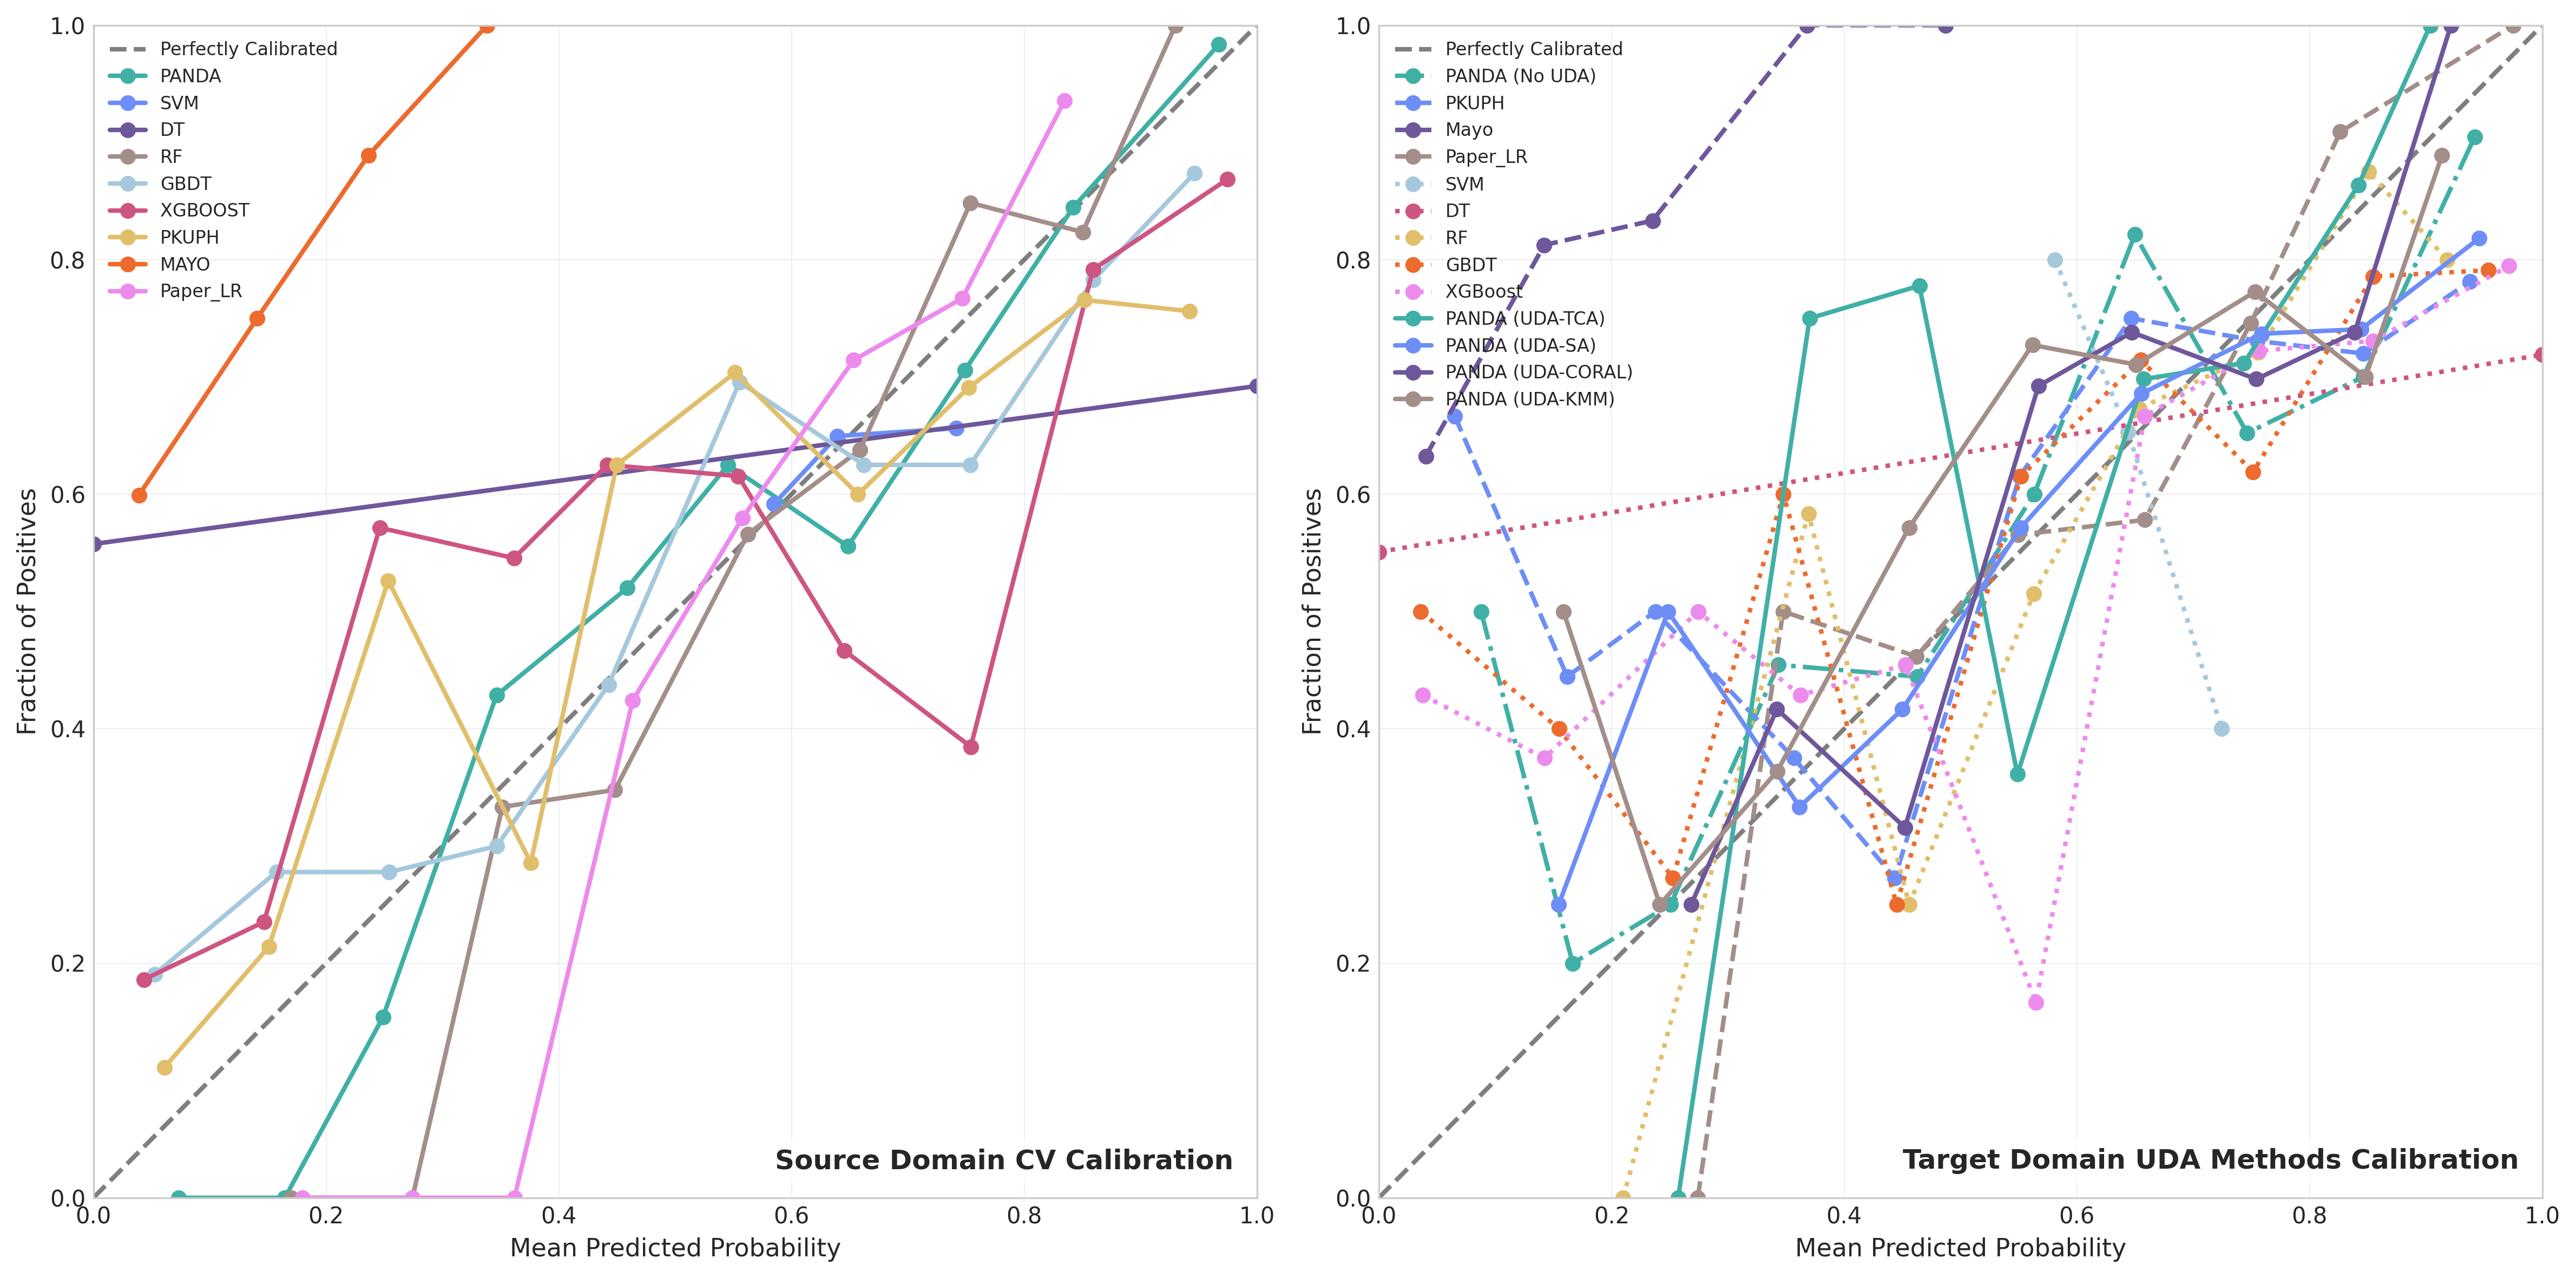 1.0
0.8
0.6
0.4
0.2
0.0
Fraction of Positives
Perfectly Calibrated
PANDA
SVM
DT
RF
GBDT
XGBOOST
PKUPH
MAYO
Paper_LR
Source Domain CV Calibration
0.0 0.2 0.4 0.6 0.8 1.0
Mean Predicted Probability
1.0
0.8
0.6
0.4
0.2
0.0
Fraction of Positives
Perfectly Calibrated
PANDA (No UDA)
PKUPH
Mayo
Paper_LR
SVM
DT
RF
GBDT
XGBoost
PANDA (UDA-TCA)
PANDA (UDA-SA)
PANDA (UDA-CORAL)
PANDA (UDA-KMM)
Target Domain UDA Methods Calibration
0.0 0.2 0.4 0.6 0.8 1.0
Mean Predicted Probability